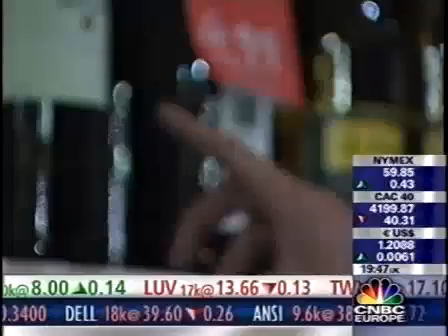 NYMEX
59.85
0.43
CAC 40
4199.87
40.31
€ US$
1.2088
0.0061
19:47 UK
8.00 ▲0.14 LUV 17K@13.66 ▼0.13
0.3400 DELL 18K@39.60 ▼0.26 ANSI 9.6K@
CNBC
EUROPE